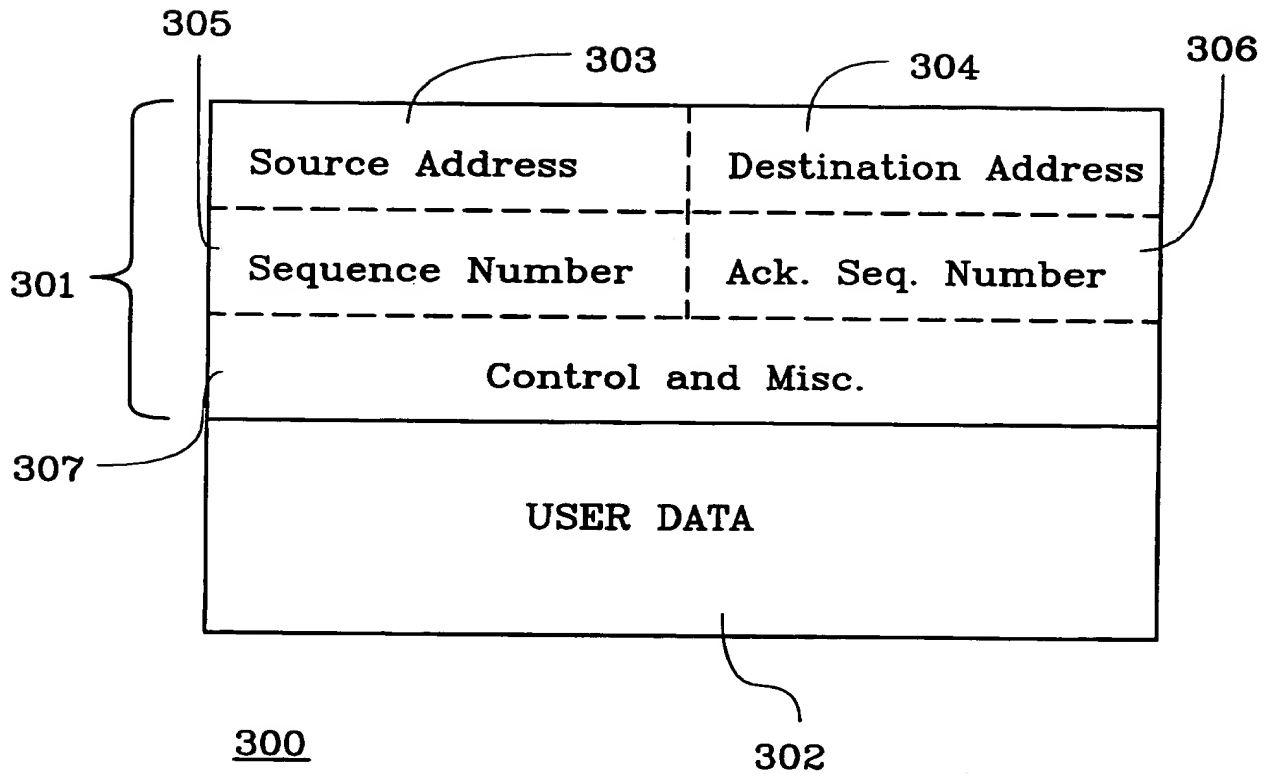 305
303
304
306
Source Address
Destination Address
301
Sequence Number
Ack. Seq. Number
Control and Misc.
307
USER DATA
300
302